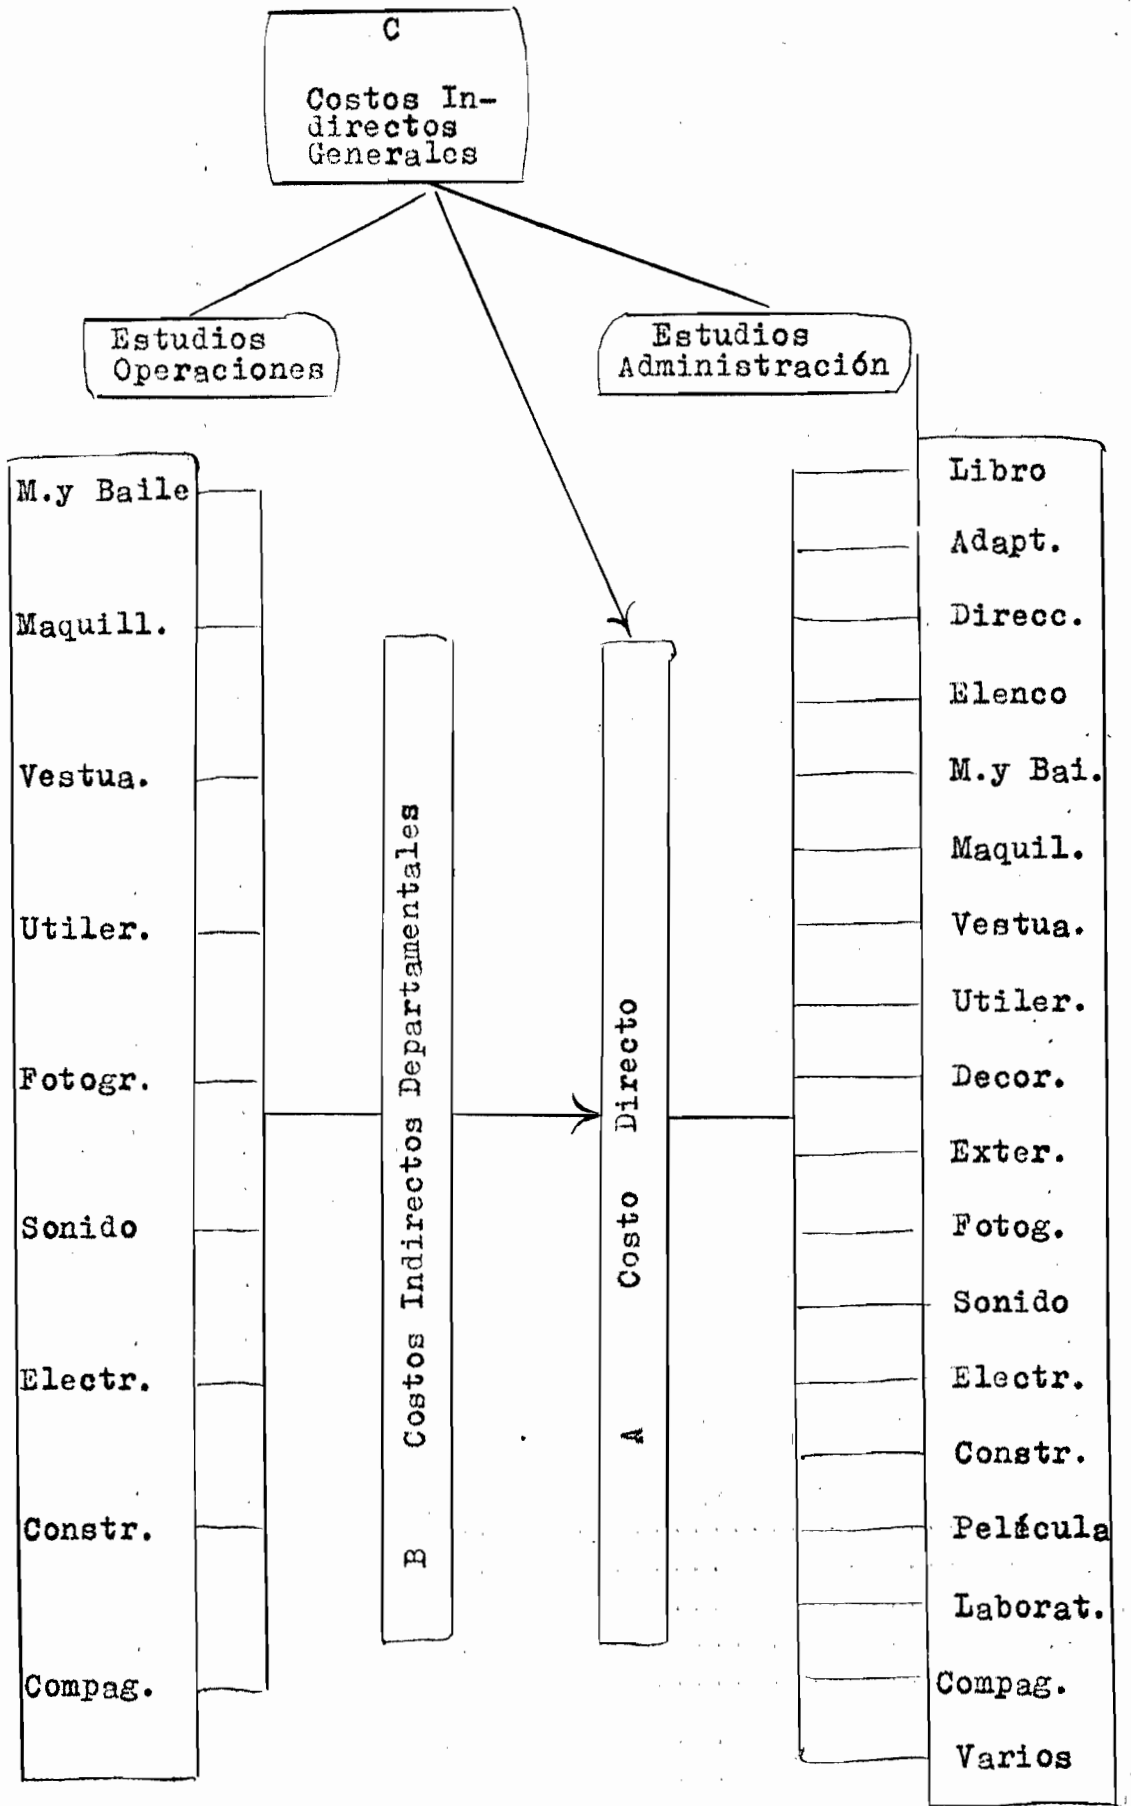 C
Costos In-
directos
Generales
Estudios
Operaciones
Estudios
Administración
M.y Baile
Maquill.
Vestua.
Utiler.
Fotogr.
Sonido
Electr.
Constr.
Compag.
B Costos Indirectos Departamentales
A Costo Directo
Libro
Adapt.
Direcc.
Elenco
M.y Bai.
Maquil.
Vestua.
Utiler.
Decor.
Exter.
Fotog.
Sonido
Electr.
Constr.
Película
Laborat.
Compag.
Varios